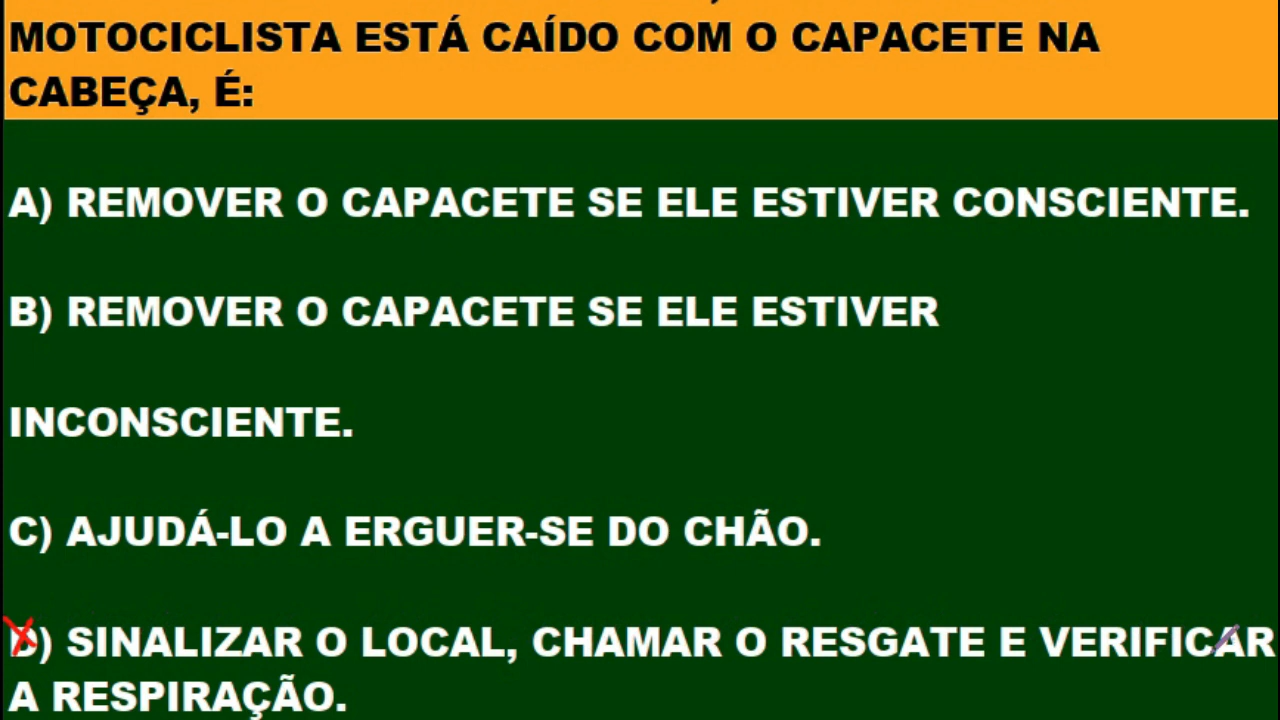 MOTOCICLISTA ESTÁ CAÍDO COM O CAPACETE NA
CABEÇA, É:
A) REMOVER O CAPACETE SE ELE ESTIVER CONSCIENTE.
B) REMOVER O CAPACETE SE ELE ESTIVER
INCONSCIENTE.
C) AJUDÁ-LO A ERGUER-SE DO CHÃO.
D) SINALIZAR O LOCAL, CHAMAR O RESGATE E VERIFICAR
A RESPIRAÇÃO.